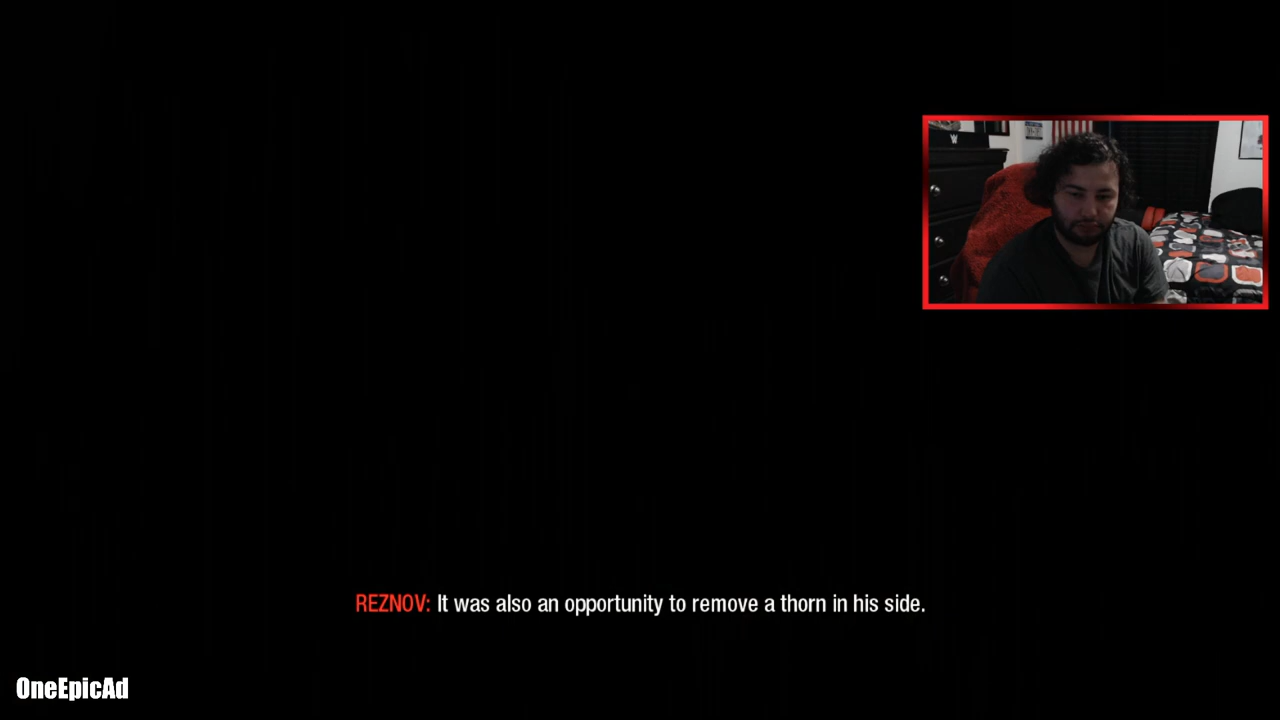 W
REZNOV: It was also an opportunity to remove a thorn in his side.
OneEpicAd